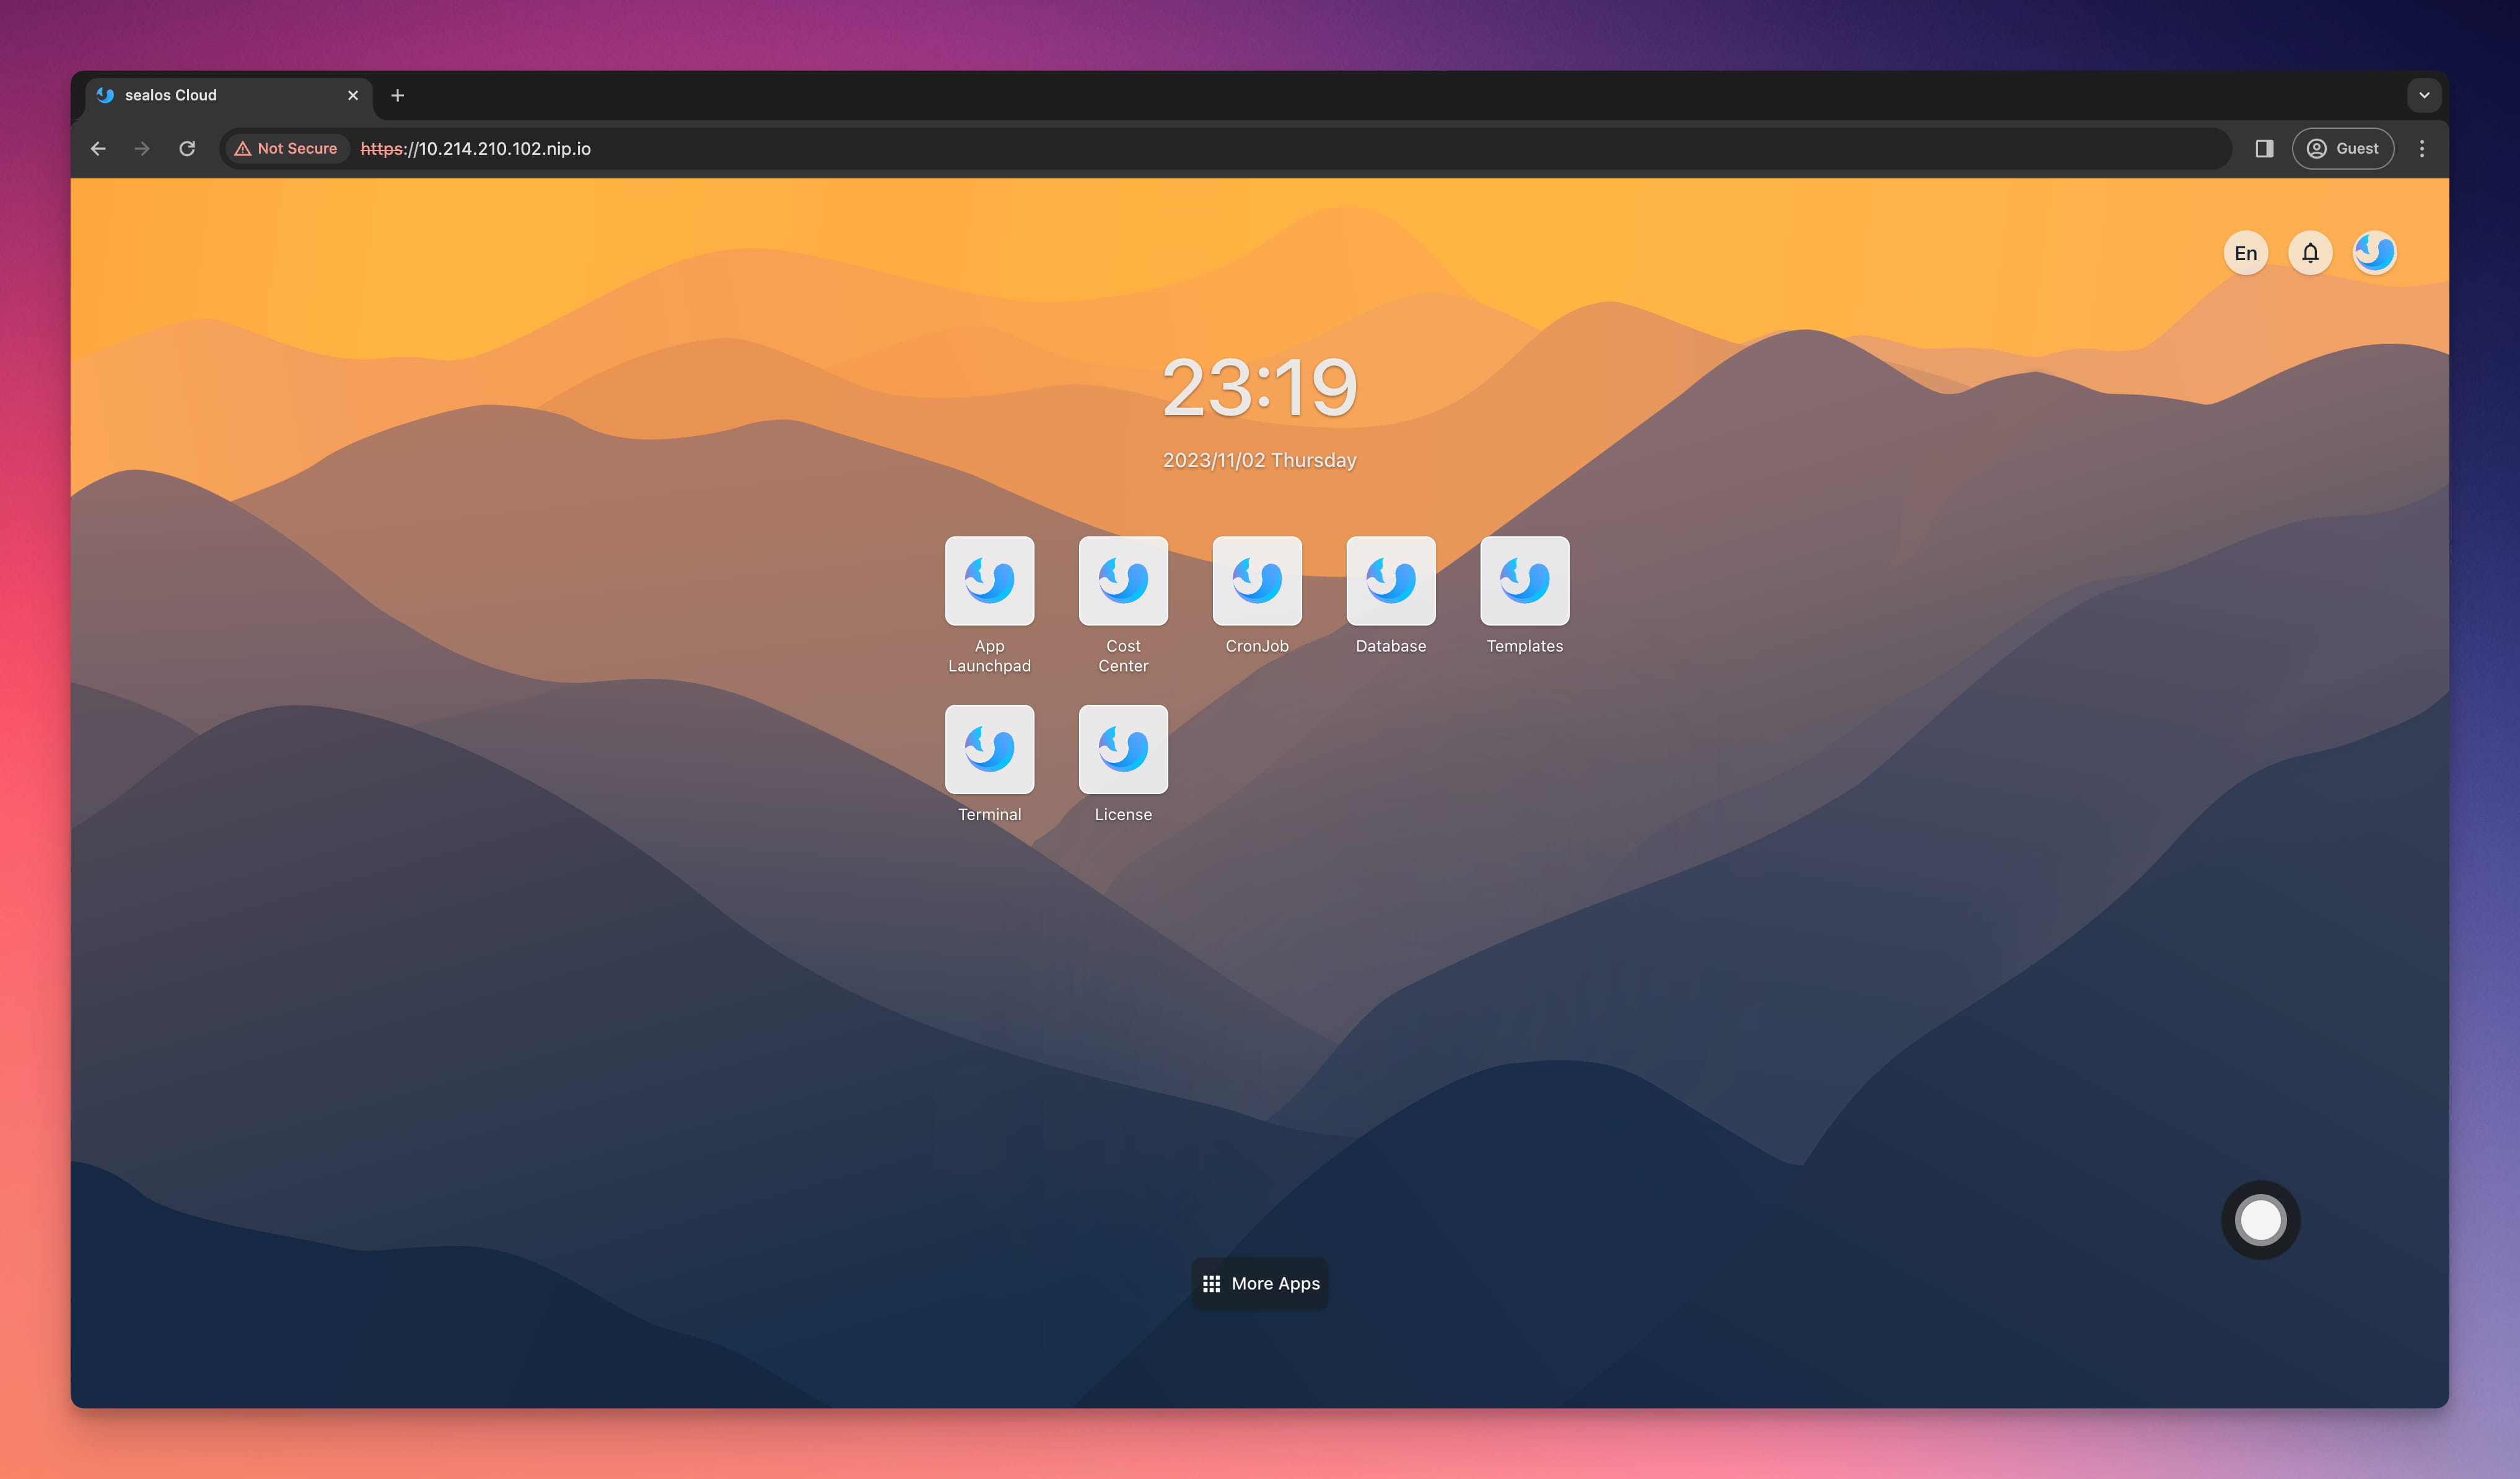 sealos Cloud
Not Secure
https://10.214.210.102.nip.io
Guest
En
23:19
2023/11/02 Thursday
App
Launchpad
Cost
Center
CronJob
Database
Templates
Terminal
License
More Apps